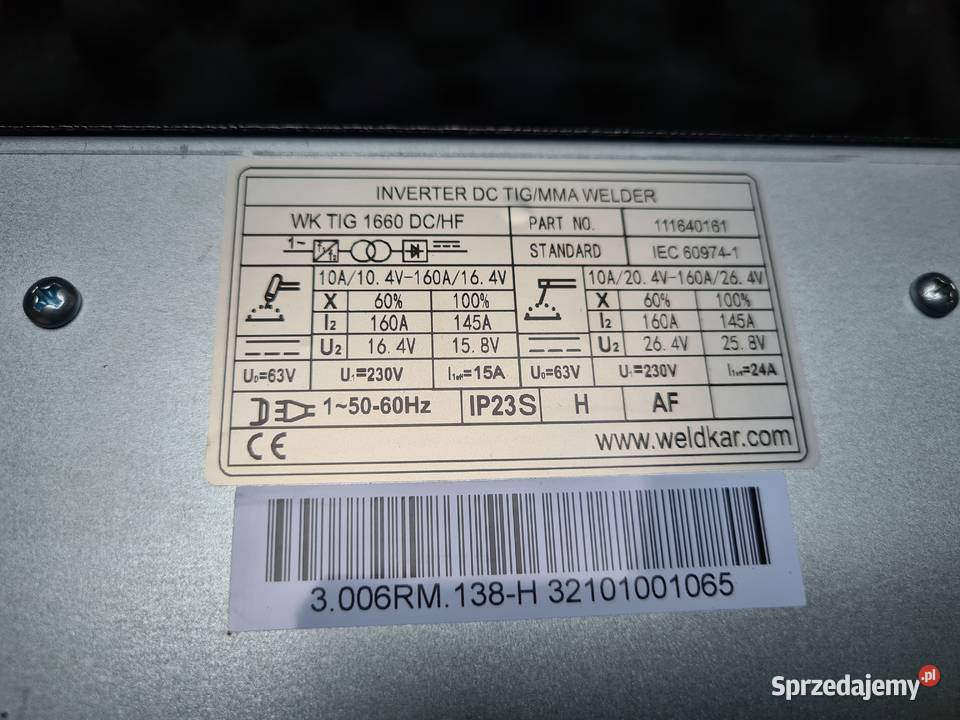 INVERTER DC TIG/MMA WELDER
WK TIG 1660 DC/HF PART NO. 111640161
1~ STANDARD IEC 60974-1
10A/10.4V-160A/16.4V 10A/20.4V-160A/26.4V
X 60% 100% X 60% 100%
I2 160A 145A I2 160A 145A
U2 16.4V 15.8V U2 26.4V 25.8V
U0=63V U1=230V I1eff=15A U0=63V U1=230V I1eff=24A
1~50-60Hz IP23S H AF
CE www.weldkar.com
3.006RM.138-H 32101001065
Sprzedajemy.pl